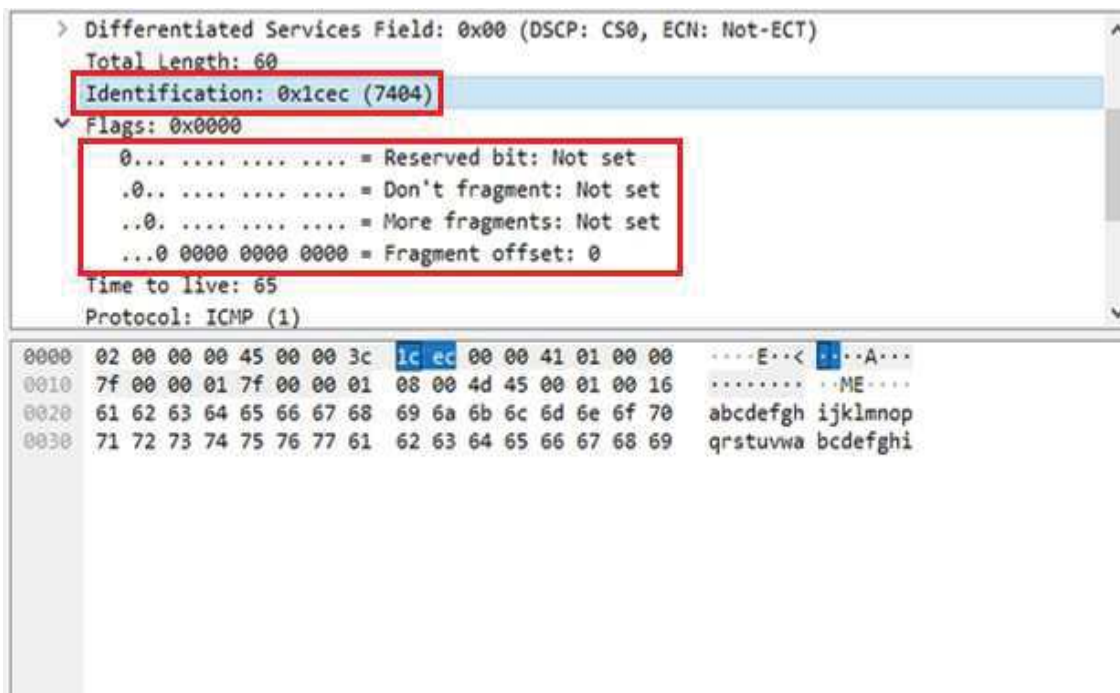 > Differentiated Services Field: 0x00 (DSCP: CS0, ECN: Not-ECT)
Total Length: 60
Identification: 0x1cec (7404)
Flags: 0x0000
0... .... .... .... = Reserved bit: Not set
.0.. .... .... .... = Don't fragment: Not set
..0. .... .... .... = More fragments: Not set
...0 0000 0000 0000 = Fragment offset: 0
Time to live: 65
Protocol: ICMP (1)
0000 02 00 00 00 45 00 00 3c 1c ec 00 00 41 01 00 00 ····E··< ····A···
0010 7f 00 00 01 7f 00 00 01 08 00 4d 45 00 01 00 16 ········ ··ME····
0020 61 62 63 64 65 66 67 68 69 6a 6b 6c 6d 6e 6f 70 abcdefgh ijklmnop
0030 71 72 73 74 75 76 77 61 62 63 64 65 66 67 68 69 qrstuvwa bcdefghi